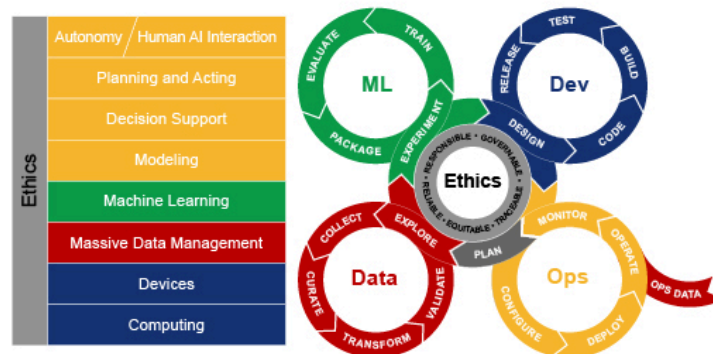 Ethics
Autonomy / Human AI Interaction
Planning and Acting
Decision Support
Modeling
Machine Learning
Massive Data Management
Devices
Computing
ML
EXPERIMENT
TRAIN
EVALUATE
PACKAGE
Dev
DESIGN
CODE
BUILD
TEST
RELEASE
Ethics
RESPONSIBLE • GOVERNABLE • TRACEABLE • EQUITABLE • RELIABLE •
PLAN
Data
EXPLORE
COLLECT
CURATE
TRANSFORM
VALIDATE
Ops
MONITOR
OPERATE
DEPLOY
CONFIGURE
OPS DATA